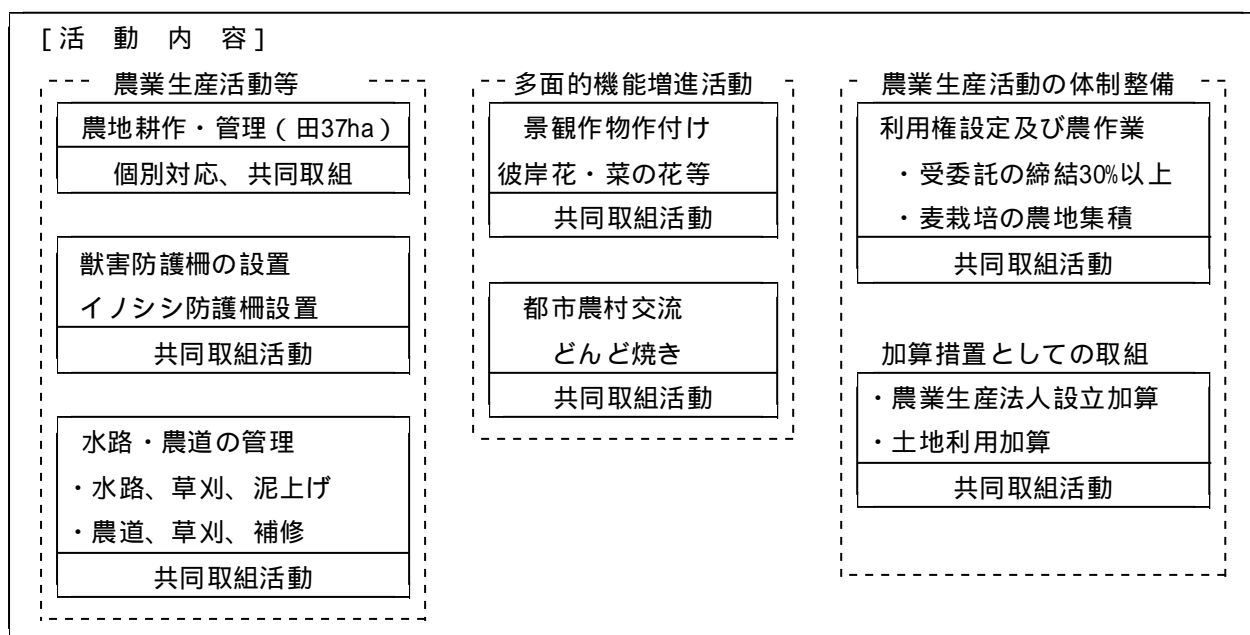 [活 動 内 容]
農業生産活動等
農地耕作・管理(田37ha)
個別対応、共同取組
獣害防護柵の設置
イノシシ防護柵設置
共同取組活動
水路・農道の管理
・水路、草刈、泥上げ
・農道、草刈、補修
共同取組活動
多面的機能増進活動
景観作物作付け
彼岸花・菜の花等
共同取組活動
都市農村交流
どんど焼き
共同取組活動
農業生産活動の体制整備
利用権設定及び農作業
・受委託の締結30%以上
・麦栽培の農地集積
共同取組活動
加算措置としての取組
・農業生産法人設立加算
・土地利用加算
共同取組活動